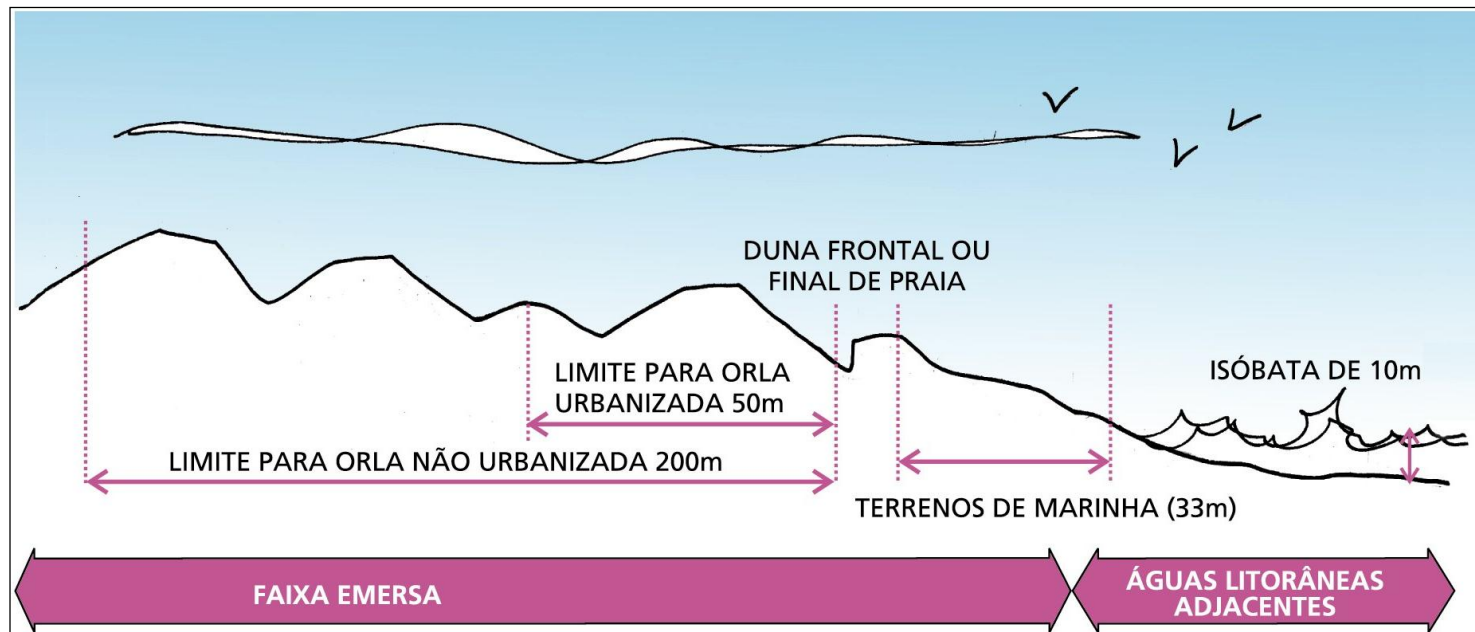 DUNA FRONTAL OU
FINAL DE PRAIA
ISÓBATA DE 10m
LIMITE PARA ORLA
URBANIZADA 50m
LIMITE PARA ORLA NÃO URBANIZADA 200m
TERRENOS DE MARINHA (33m)
FAIXA EMERSA
ÁGUAS LITORÂNEAS
ADJACENTES